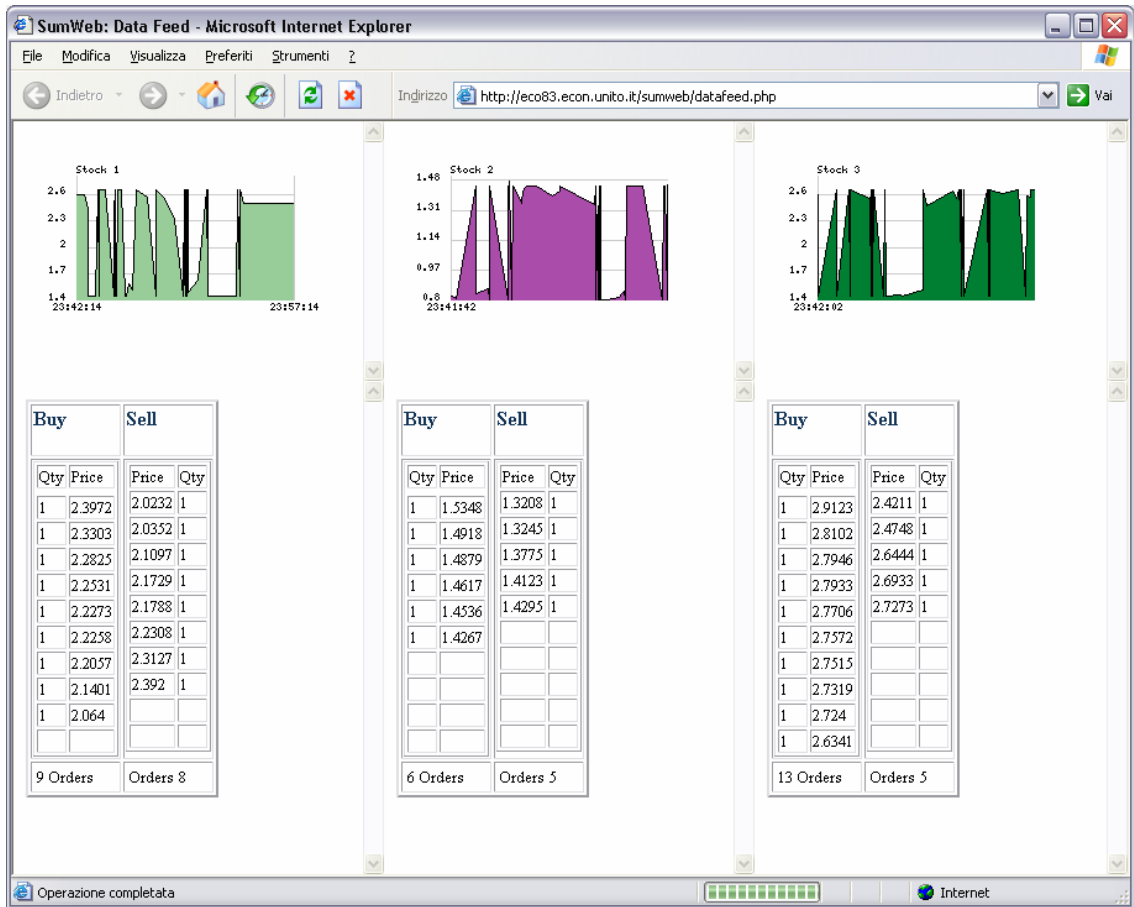 SumWeb: Data Feed - Microsoft Internet Explorer
File Modifica Visualizza Preferiti Strumenti ?
Indietro Indirizzo http://eco83.econ.unito.it/sumweb/datafeed.php Vai
Stock 1
2.6
2.3
2
1.7
1.4
23:42:14 23:57:14
Stock 2
1.48
1.31
1.14
0.97
0.8
23:41:42
Stock 3
2.6
2.3
2
1.7
1.4
23:42:02
Buy Sell
Qty Price Price Qty
1 2.3972 2.0232 1
1 2.3303 2.0352 1
1 2.2825 2.1097 1
1 2.2531 2.1729 1
1 2.2273 2.1788 1
1 2.2258 2.2308 1
1 2.2057 2.3127 1
1 2.1401 2.392 1
1 2.064
9 Orders Orders 8
Buy Sell
Qty Price Price Qty
1 1.5348 1.3208 1
1 1.4918 1.3245 1
1 1.4879 1.3775 1
1 1.4617 1.4123 1
1 1.4536 1.4295 1
1 1.4267
6 Orders Orders 5
Buy Sell
Qty Price Price Qty
1 2.9123 2.4211 1
1 2.8102 2.4748 1
1 2.7946 2.6444 1
1 2.7933 2.6933 1
1 2.7706 2.7273 1
1 2.7572
1 2.7515
1 2.7319
1 2.724
1 2.6341
13 Orders Orders 5
Operazione completata Internet